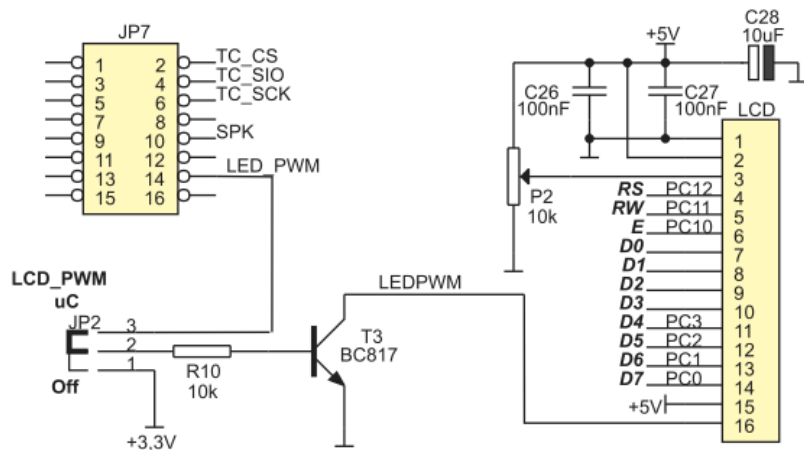 JP7
1 2 TC_CS
3 4 TC_SIO
5 6 TC_SCK
7 8
9 10 SPK
11 12
13 14 LED_PWM
15 16
+5V
C28
10uF
C26
100nF
C27
100nF
LCD
1
2
3
P2
10k
RS PC12 4
RW PC11 5
E PC10 6
D0 7
D1 8
D2 9
D3 10
D4 PC3 11
D5 PC2 12
D6 PC1 13
D7 PC0 14
+5V 15
16
LEDPWM
LCD_PWM
uC
JP2
3
2
1
Off
R10
10k
T3
BC817
+3,3V